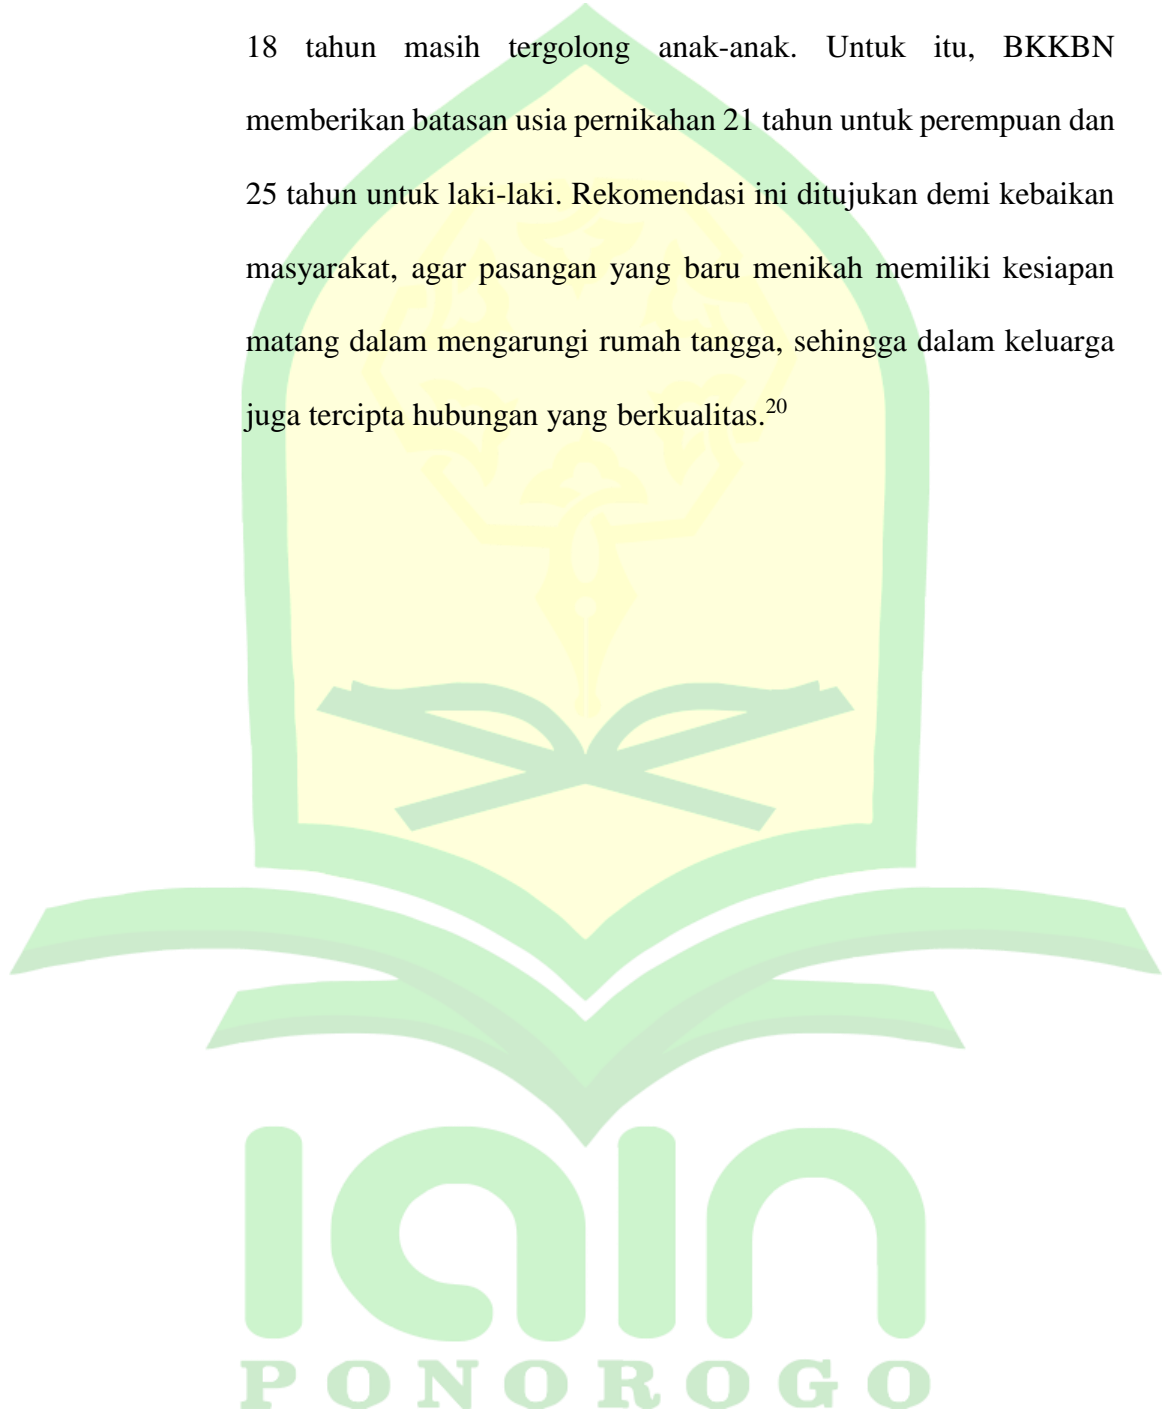 18 tahun masih tergolong anak-anak. Untuk itu, BKKBN
memberikan batasan usia pernikahan 21 tahun untuk perempuan dan
25 tahun untuk laki-laki. Rekomendasi ini ditujukan demi kebaikan
masyarakat, agar pasangan yang baru menikah memiliki kesiapan
matang dalam mengarungi rumah tangga, sehingga dalam keluarga
juga tercipta hubungan yang berkualitas.20
iain
PONOROGO